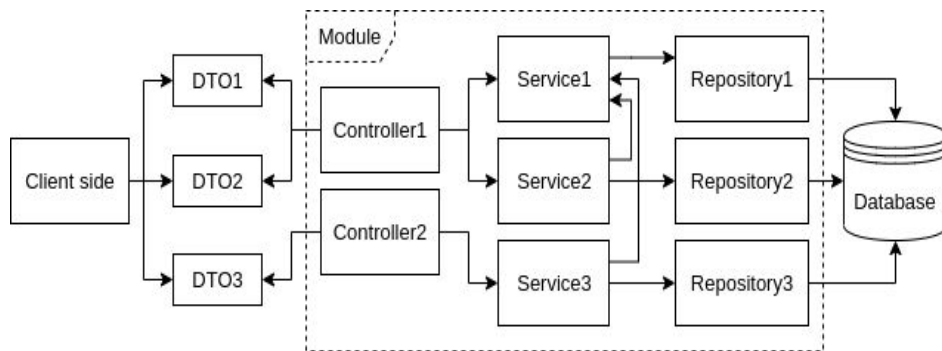 Module
DTO1
Service1
Repository1
Controller1
Client side
DTO2
Service2
Repository2
Database
Controller2
DTO3
Service3
Repository3